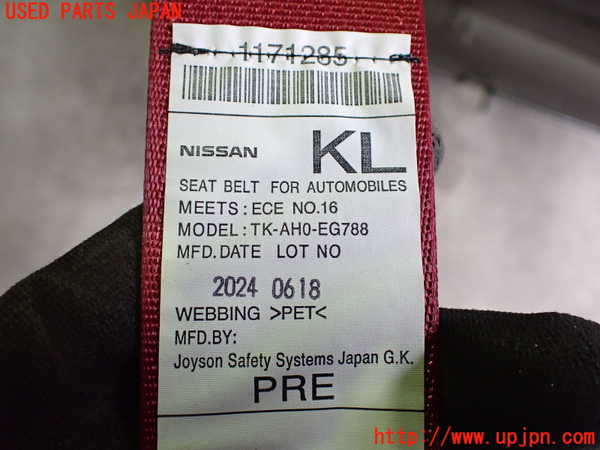 USED PARTS JAPAN
1171285
NISSAN KL
SEAT BELT FOR AUTOMOBILES
MEETS:ECE NO.16
MODEL:TK-AH0-EG788
MFD.DATE LOT NO
2024 0618
WEBBING >PET<
MFD.BY:
Joyson Safety Systems Japan G.K.
PRE
http://www.upjpn.com/